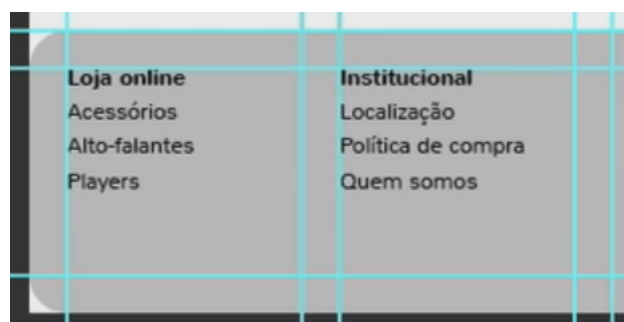 Loja online
Acessórios
Alto-falantes
Players
Institucional
Localização
Política de compra
Quem somos